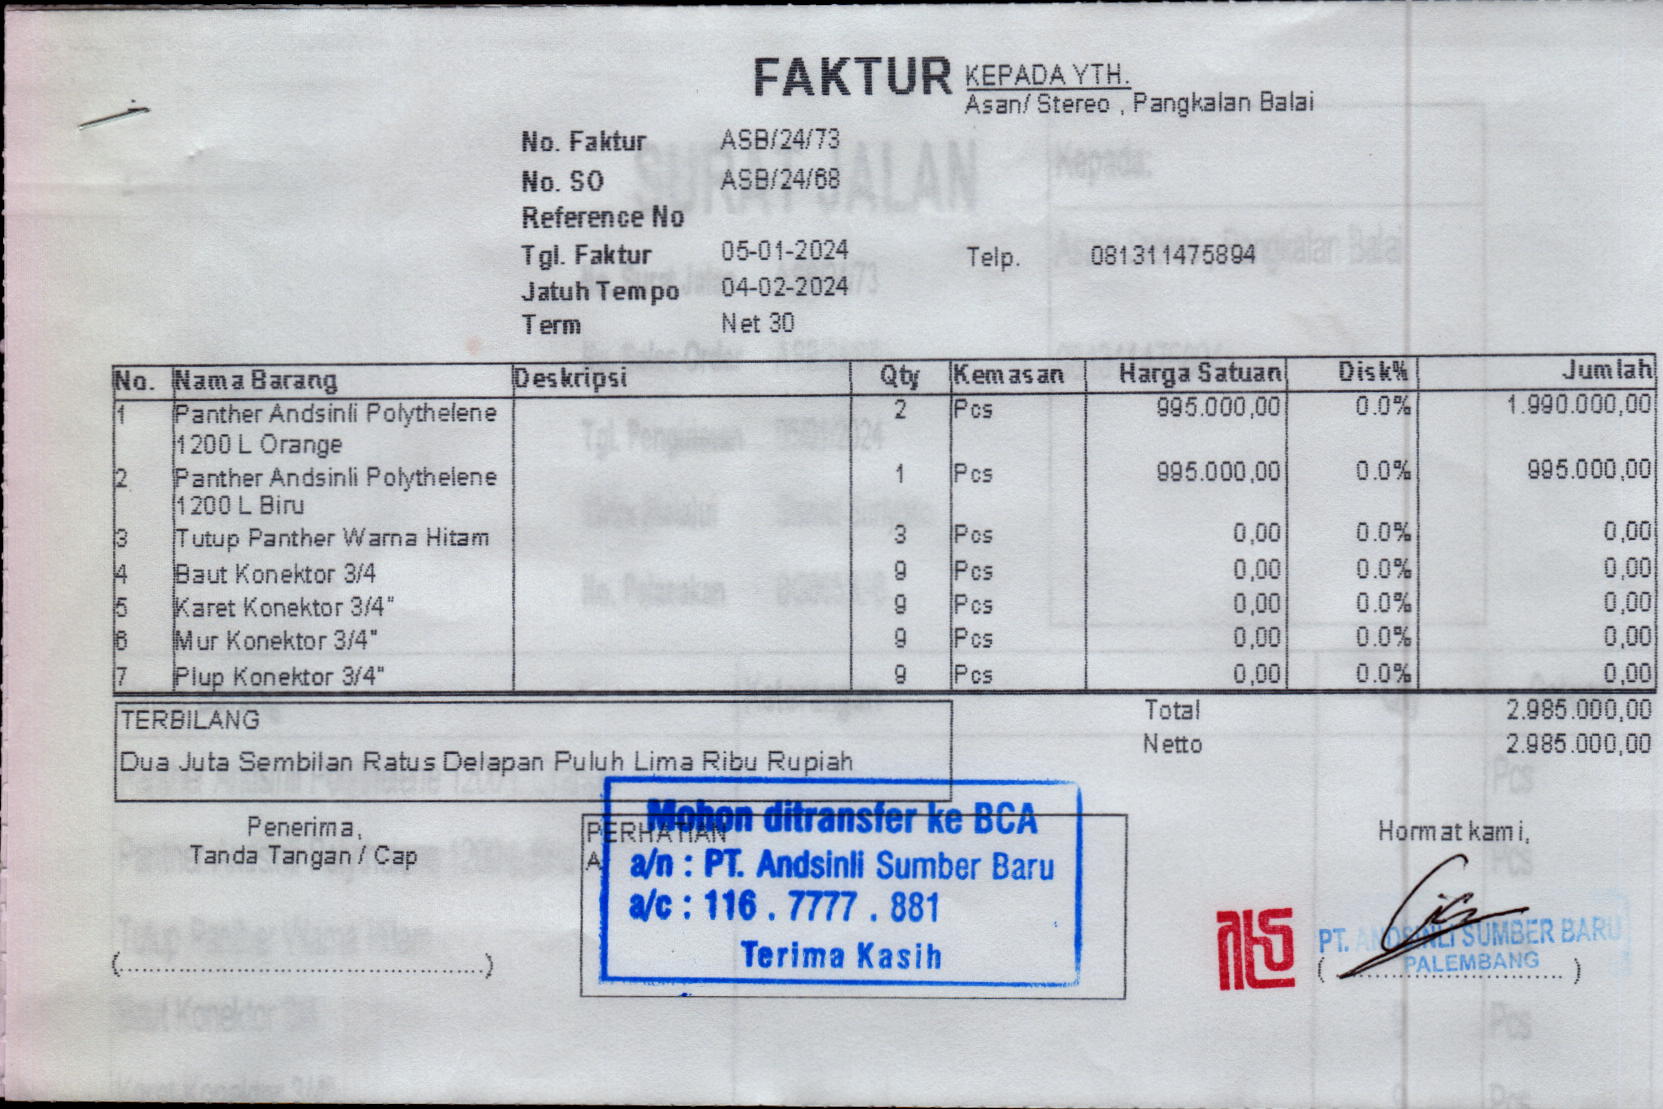 FAKTUR
KEPADA YTH.
Asan/ Stereo , Pangkalan Balai
No. Faktur ASB/24/73
No. SO ASB/24/68
Reference No
Tgl. Faktur 05-01-2024
Telp. 081311475894
Jatuh Tempo 04-02-2024
Term Net 30
No. Nama Barang Deskripsi Qty Kemasan Harga Satuan Disk% Jumlah
1 Panther Andsinli Polythelene 2 Pcs 995.000,00 0.0% 1.990.000,00
1200 L Orange
2 Panther Andsinli Polythelene 1 Pcs 995.000,00 0.0% 995.000,00
1200 L Biru
3 Tutup Panther Warna Hitam 3 Pcs 0,00 0.0% 0,00
4 Baut Konektor 3/4 9 Pcs 0,00 0.0% 0,00
5 Karet Konektor 3/4" 9 Pcs 0,00 0.0% 0,00
6 Mur Konektor 3/4" 9 Pcs 0,00 0.0% 0,00
7 Plup Konektor 3/4" 9 Pcs 0,00 0.0% 0,00
TERBILANG
Dua Juta Sembilan Ratus Delapan Puluh Lima Ribu Rupiah
Total 2.985.000,00
Netto 2.985.000,00
Penerima,
Tanda Tangan / Cap
(..........................................................)
PERHATIAN
A
Mohon ditransfer ke BCA
a/n : PT. Andsinli Sumber Baru
a/c : 116 . 7777 . 881
Terima Kasih
Hormat kami,
PT. ANDSINLI SUMBER BARU
PALEMBANG
(.....................................)